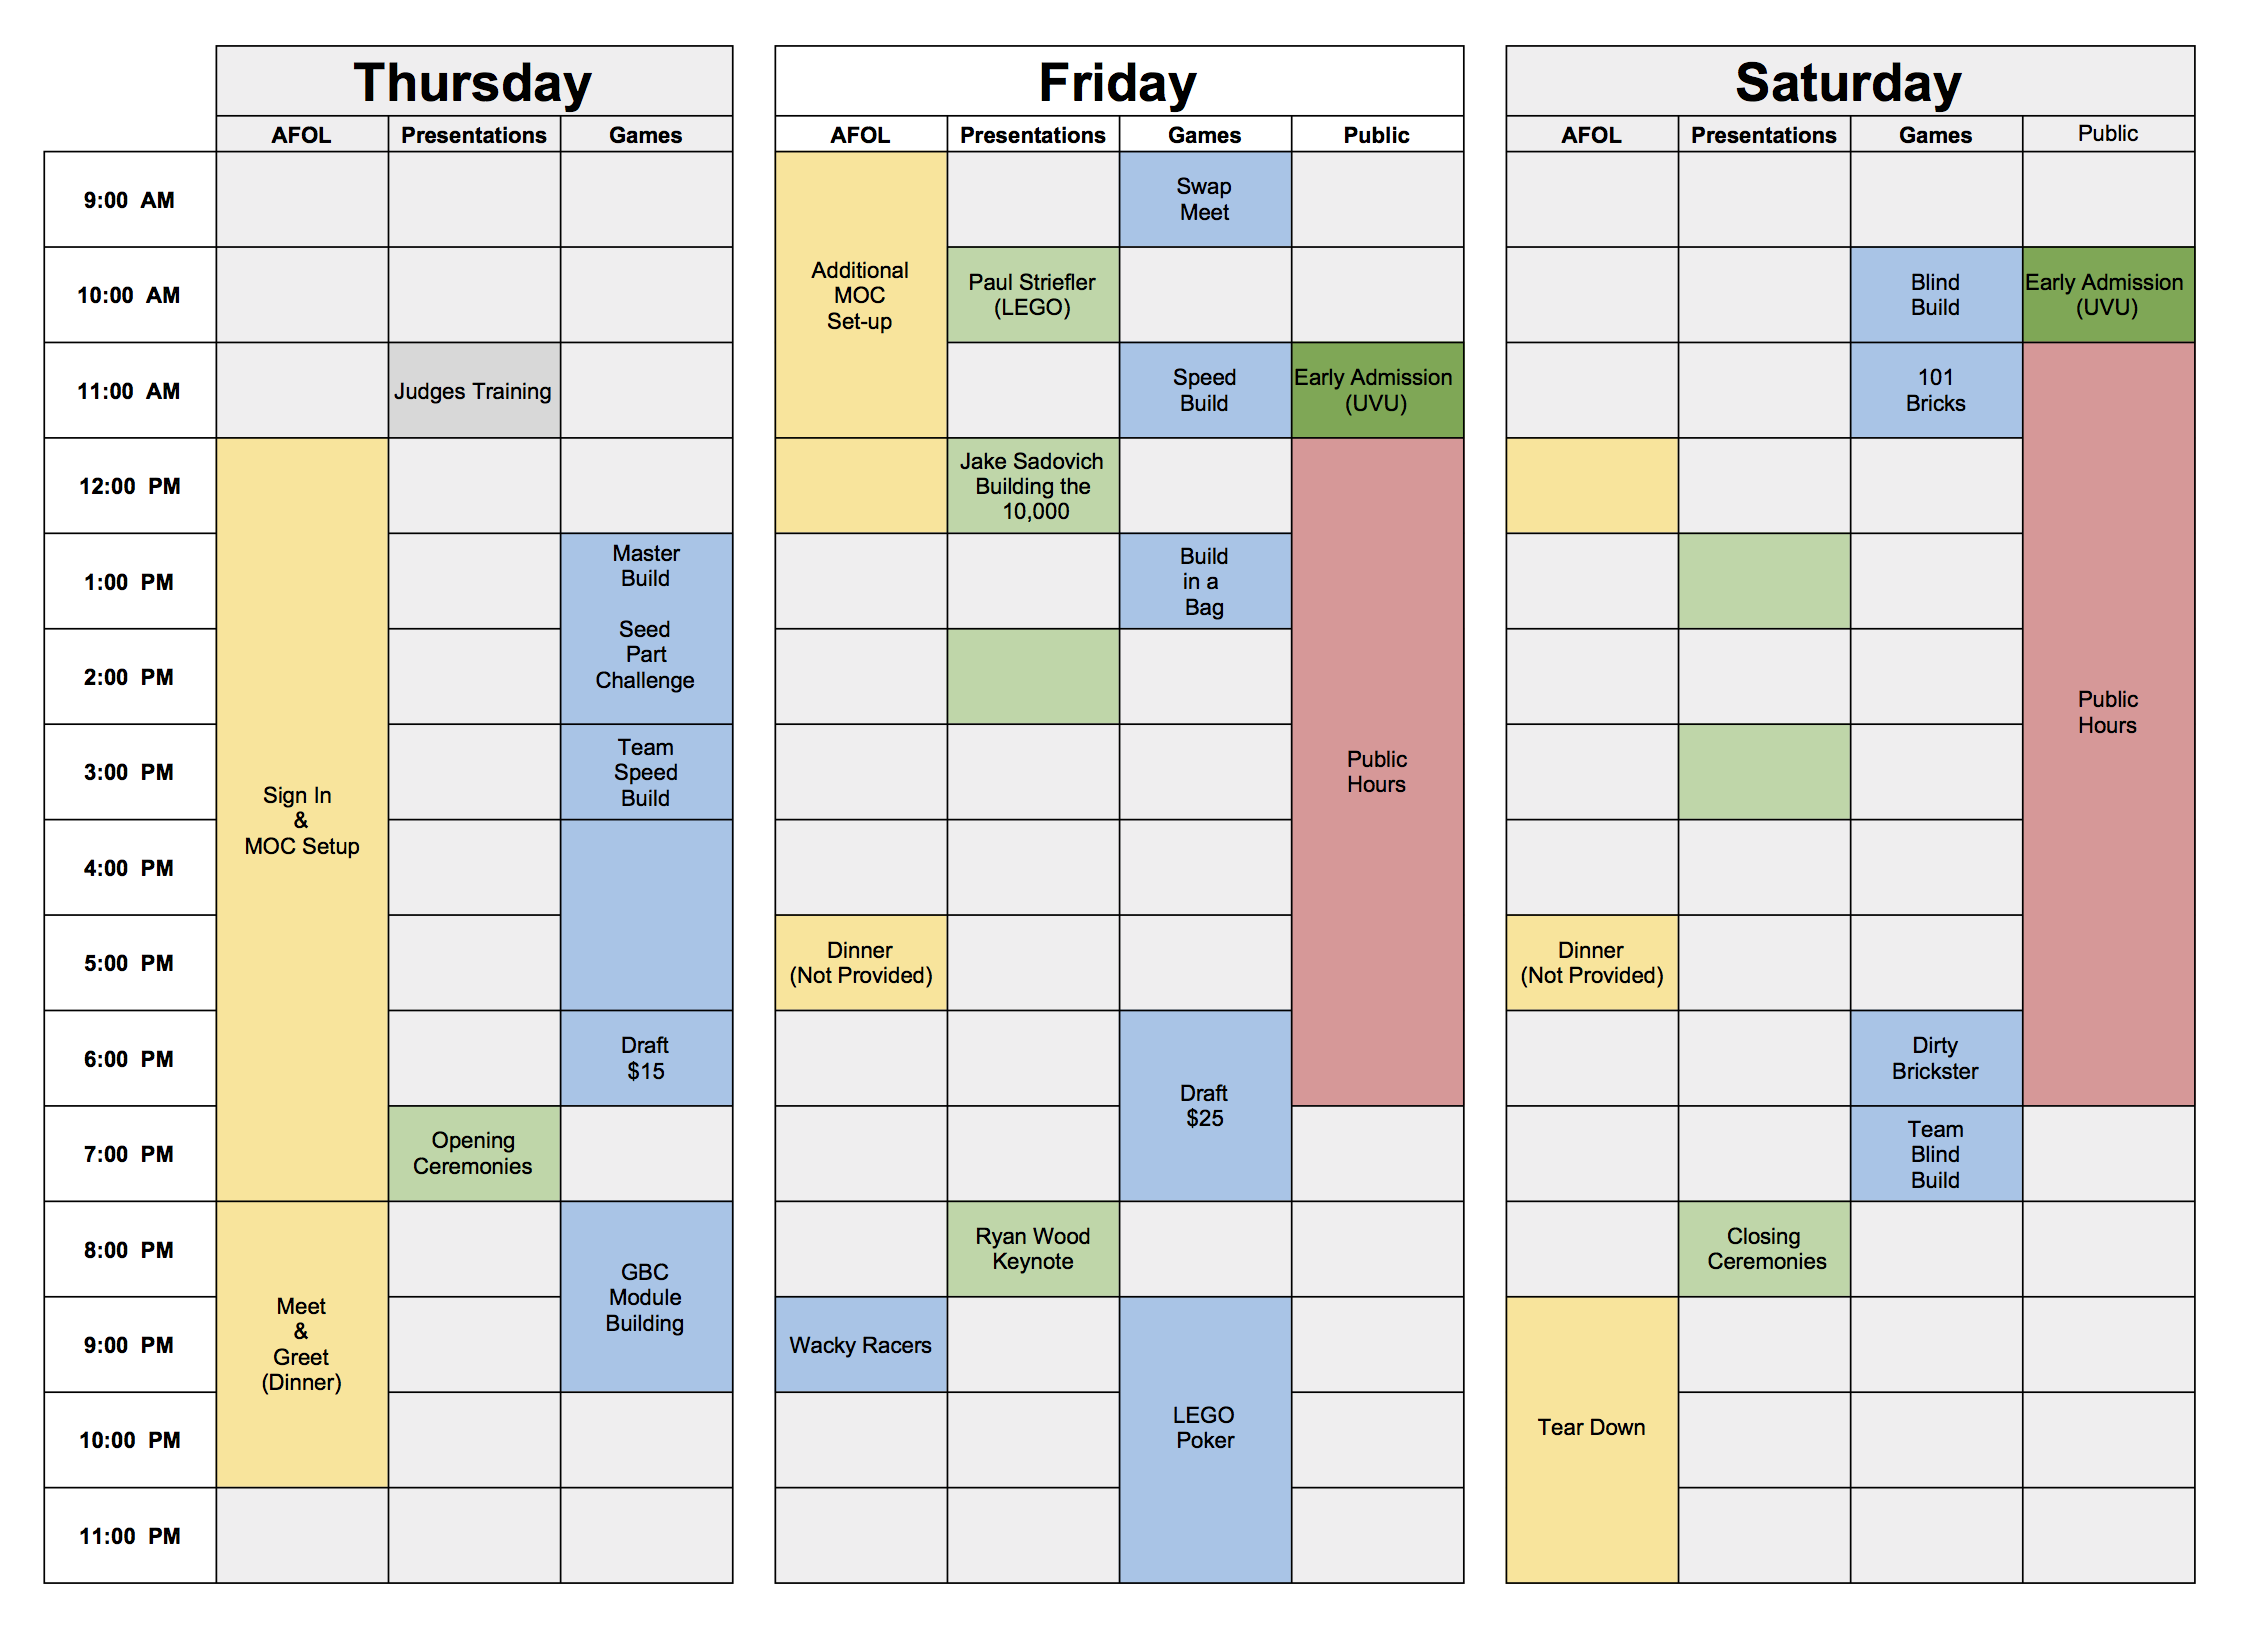 Thursday
Friday
Saturday
AFOL Presentations Games
AFOL Presentations Games Public
AFOL Presentations Games Public
9:00 AM
Swap
Meet
10:00 AM
Additional
MOC
Set-up
Paul Striefler
(LEGO)
Blind
Build
Early Admission
(UVU)
11:00 AM
Judges Training
Speed
Build
Early Admission
(UVU)
101
Bricks
12:00 PM
Jake Sadovich
Building the
10,000
1:00 PM
Master
Build
Seed
Part
Challenge
Build
in a
Bag
2:00 PM
Public
Hours
3:00 PM
Sign In
&
MOC Setup
Team
Speed
Build
Public
Hours
4:00 PM
5:00 PM
Dinner
(Not Provided)
Dinner
(Not Provided)
6:00 PM
Draft
$15
Draft
$25
Dirty
Brickster
7:00 PM
Opening
Ceremonies
Team
Blind
Build
8:00 PM
GBC
Module
Building
Ryan Wood
Keynote
Closing
Ceremonies
9:00 PM
Meet
&
Greet
(Dinner)
Wacky Racers
10:00 PM
LEGO
Poker
Tear Down
11:00 PM